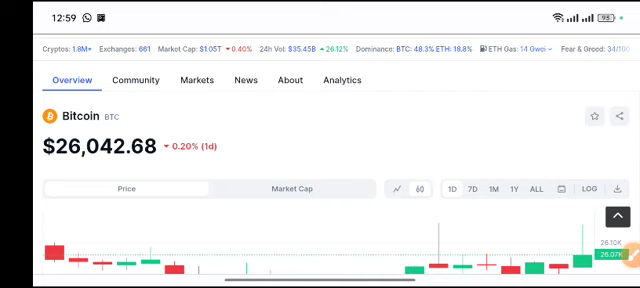 12:59 98
Cryptos: 1.8M+ Exchanges: 661 Market Cap: $1.05T 0.40% 24h Vol: $35.45B 26.12% Dominance: BTC: 48.3% ETH: 18.8% ETH Gas: 14 Gwei Fear & Greed: 34/100
Overview Community Markets News About Analytics
Bitcoin BTC
$26,042.68 0.20% (1d)
Price Market Cap 1D 7D 1M 1Y ALL LOG
26.10K
26.07K